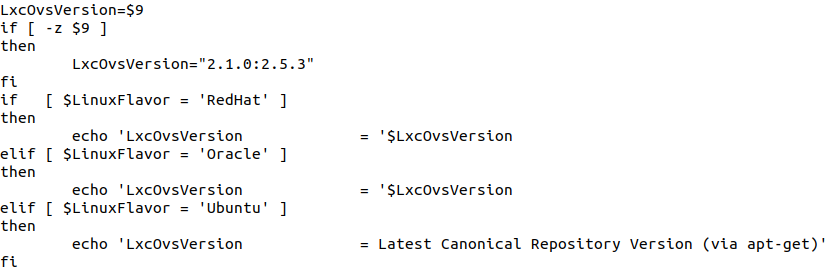 LxcOvsVersion=$9
if [ -z $9 ]
then
        LxcOvsVersion="2.1.0:2.5.3"
fi
if   [ $LinuxFlavor = 'RedHat' ]
then
        echo 'LxcOvsVersion             = '$LxcOvsVersion
elif [ $LinuxFlavor = 'Oracle' ]
then
        echo 'LxcOvsVersion             = '$LxcOvsVersion
elif [ $LinuxFlavor = 'Ubuntu' ]
then
        echo 'LxcOvsVersion             = Latest Canonical Repository Version (via apt-get)'
fi